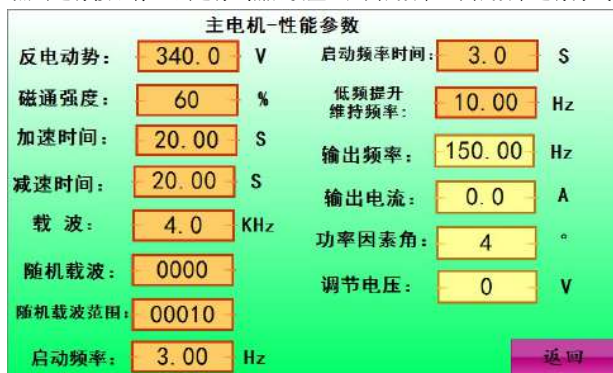 主电机-性能参数
反电动势： 340.0 V
磁通强度： 60 %
加速时间： 20.00 S
减速时间： 20.00 S
载 波： 4.0 KHz
随机载波： 0000
随机载波范围： 00010
启动频率： 3.00 Hz
启动频率时间： 3.0 S
低频提升
维持频率： 10.00 Hz
输出频率： 150.00 Hz
输出电流： 0.0 A
功率因素角： 4 °
调节电压： 0 V
返回